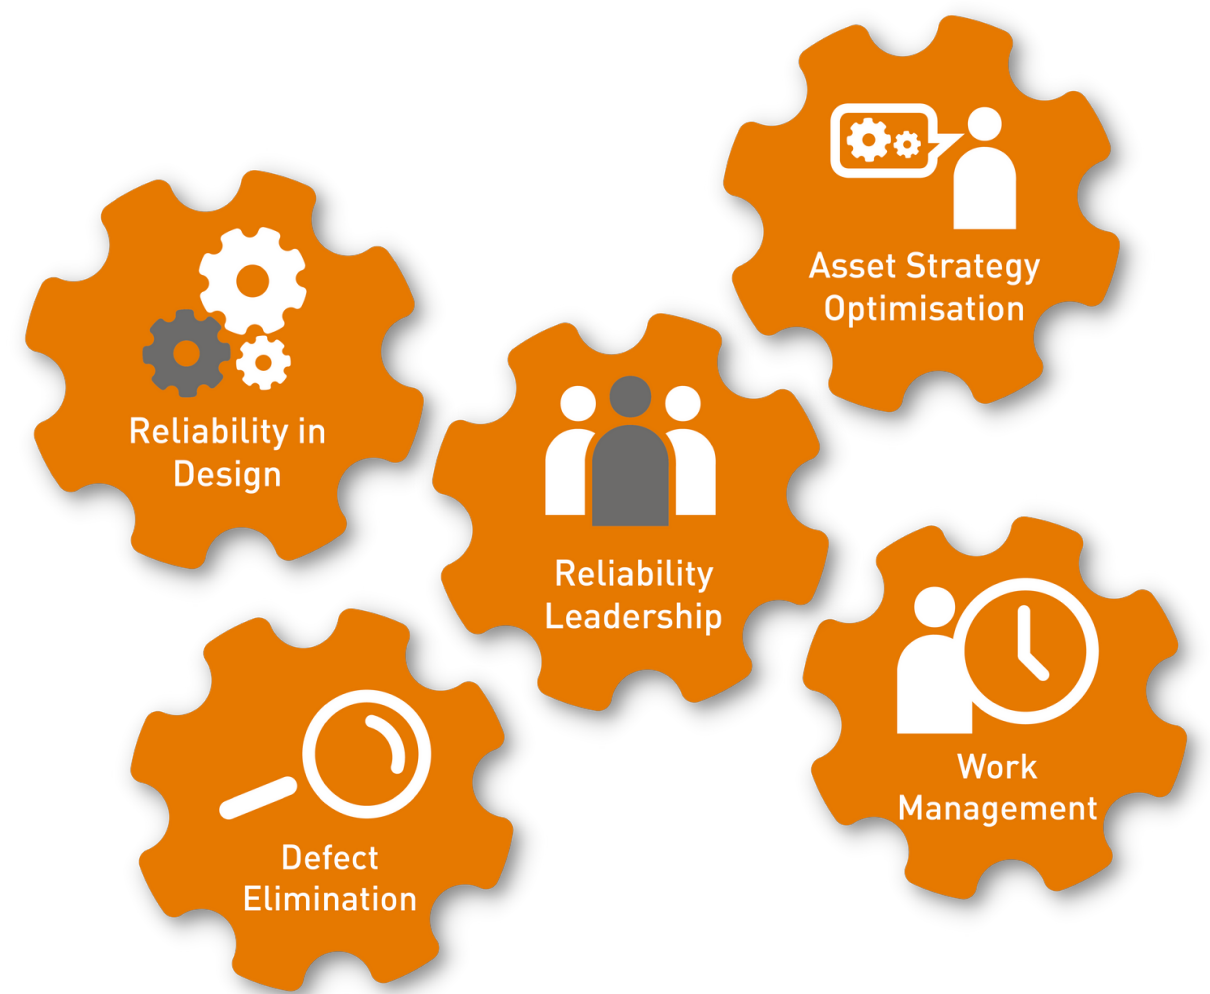 Asset Strategy
Optimisation
Reliability in
Design
Reliability
Leadership
Work
Management
Defect
Elimination